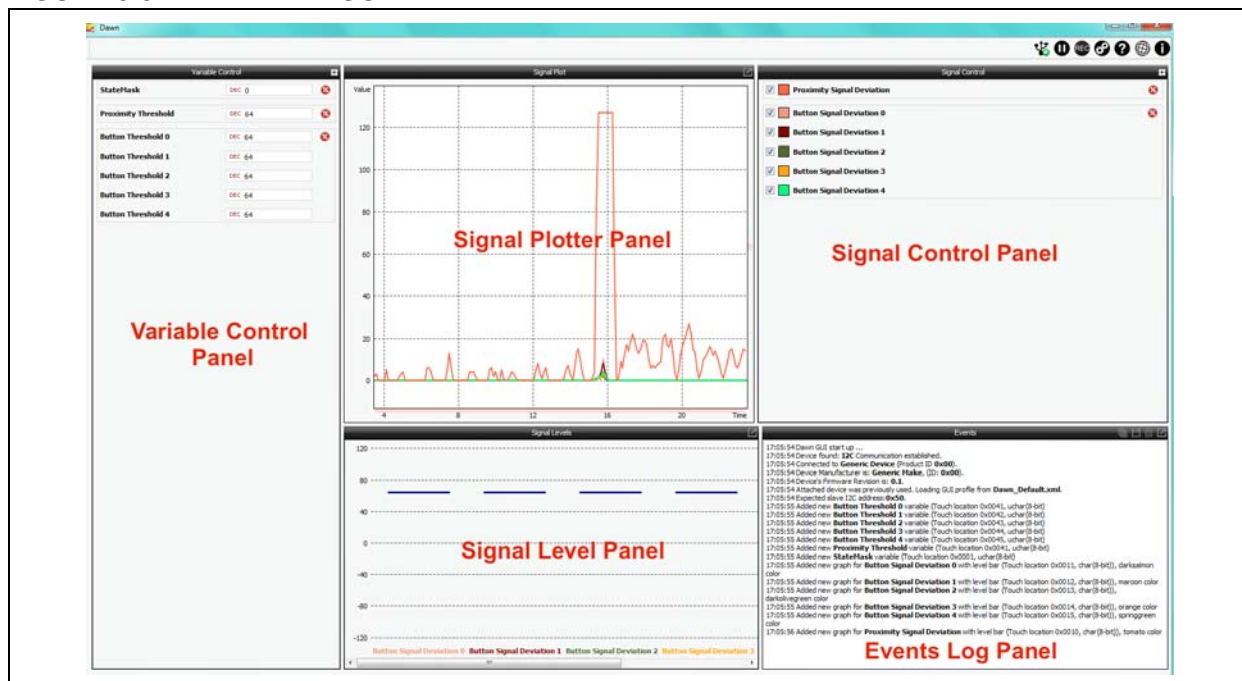 Dawn
REC
Variable Control
StateMask DEC 0
Proximity Threshold DEC 64
Button Threshold 0 DEC 64
Button Threshold 1 DEC 64
Button Threshold 2 DEC 64
Button Threshold 3 DEC 64
Button Threshold 4 DEC 64
Variable Control
Panel
Signal Plot
Value
120
100
80
60
40
20
0
4 8 12 16 20 Time
Signal Plotter Panel
Signal Control
Proximity Signal Deviation
Button Signal Deviation 0
Button Signal Deviation 1
Button Signal Deviation 2
Button Signal Deviation 3
Button Signal Deviation 4
Signal Control Panel
Signal Levels
120
80
40
0
-40
-80
-120
Signal Level Panel
Button Signal Deviation 0 Button Signal Deviation 1 Button Signal Deviation 2 Button Signal Deviation 3
Events
17:05:54 Dawn GUI start up ...
17:05:54 Device found: I2C Communication established.
17:05:54 Connected to Generic Device (Product ID 0x00).
17:05:54 Device Manufacturer is: Generic Make, (ID: 0x00).
17:05:54 Device's Firmware Revision is: 0.1.
17:05:54 Attached device was previously used. Loading GUI profile from Dawn_Default.xml.
17:05:54 Expected slave I2C address: 0x50.
17:05:55 Added new Button Threshold 0 variable (Touch location 0x0041, uchar(8-bit)
17:05:55 Added new Button Threshold 1 variable (Touch location 0x0042, uchar(8-bit)
17:05:55 Added new Button Threshold 2 variable (Touch location 0x0043, uchar(8-bit)
17:05:55 Added new Button Threshold 3 variable (Touch location 0x0044, uchar(8-bit)
17:05:55 Added new Button Threshold 4 variable (Touch location 0x0045, uchar(8-bit)
17:05:55 Added new Proximity Threshold variable (Touch location 0x0041, uchar(8-bit)
17:05:55 Added new StateMask variable (Touch location 0x0001, uchar(8-bit)
17:05:55 Added new graph for Button Signal Deviation 0 with level bar (Touch location 0x0011, char(8-bit)), darksalmon
color
17:05:55 Added new graph for Button Signal Deviation 1 with level bar (Touch location 0x0012, char(8-bit)), maroon color
17:05:55 Added new graph for Button Signal Deviation 2 with level bar (Touch location 0x0013, char(8-bit)),
darkolivegreen color
17:05:55 Added new graph for Button Signal Deviation 3 with level bar (Touch location 0x0014, char(8-bit)), orange color
17:05:55 Added new graph for Button Signal Deviation 4 with level bar (Touch location 0x0015, char(8-bit)), springgreen
color
17:05:56 Added new graph for Proximity Signal Deviation with level bar (Touch location 0x0010, char(8-bit)), tomato color
Events Log Panel